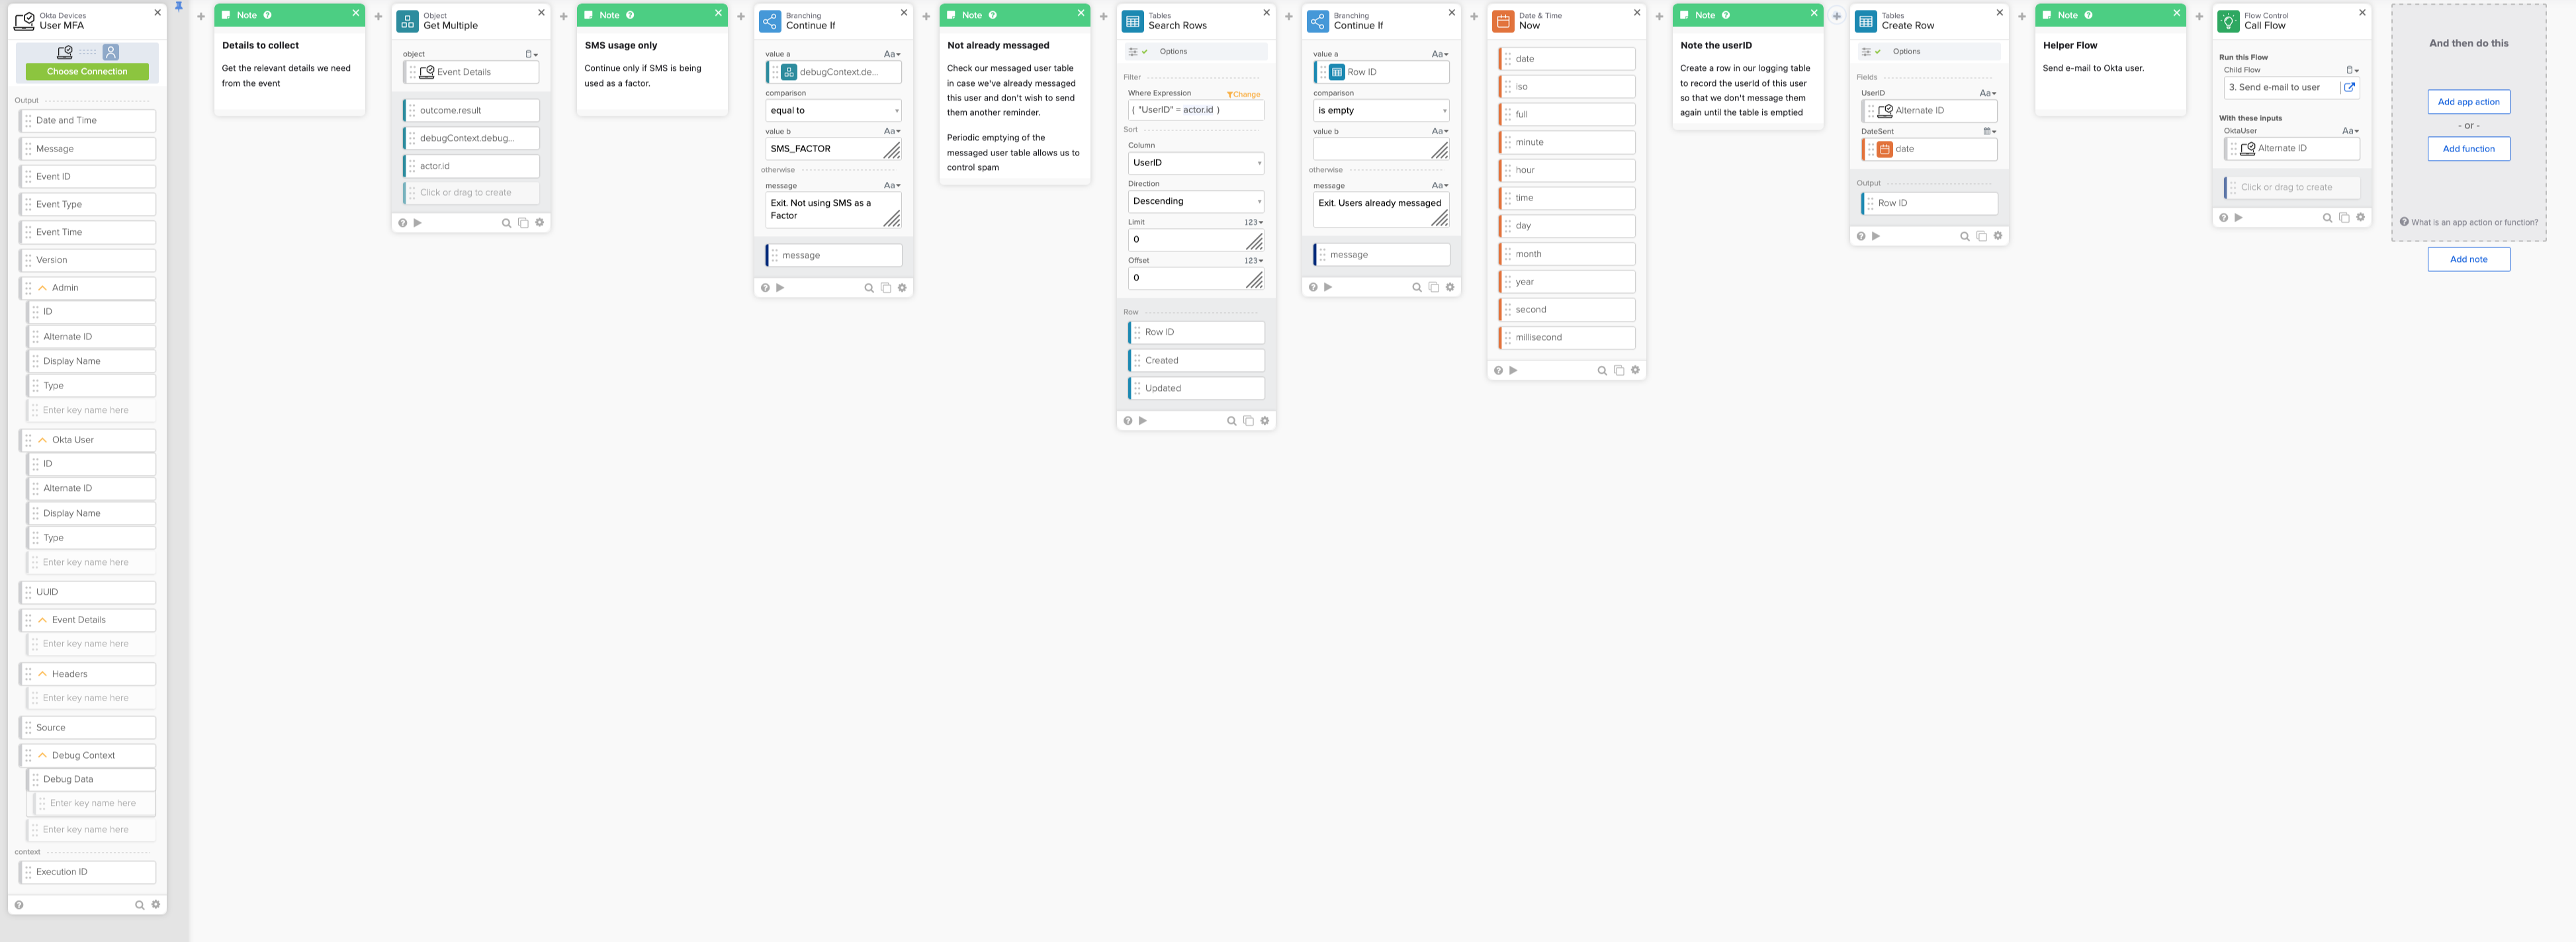 Okta Devices
User MFA
Choose Connection
Output
Date and Time
Message
Event ID
Event Type
Event Time
Version
Admin
ID
Alternate ID
Display Name
Type
Enter key name here
Okta User
ID
Alternate ID
Display Name
Type
Enter key name here
UUID
Event Details
Enter key name here
Headers
Enter key name here
Source
Debug Context
Debug Data
Enter key name here
Enter key name here
context
Execution ID
Note
Details to collect
Get the relevant details we need
from the event
Object
Get Multiple
object
Event Details
outcome.result
debugContext.debug...
actor.id
Click or drag to create
Note
SMS usage only
Continue only if SMS is being
used as a factor.
Branching
Continue If
value a
Aa
debugContext.de...
comparison
equal to
value b
Aa
SMS_FACTOR
otherwise
message
Aa
Exit. Not using SMS as a
Factor
message
Note
Not already messaged
Check our messaged user table
in case we've already messaged
this user and don't wish to send
them another reminder.
Periodic emptying of the
messaged user table allows us to
control spam
Tables
Search Rows
Options
Filter
Where Expression
Change
( "UserID" = actor.id )
Sort
Column
UserID
Direction
Descending
Limit
123
0
Offset
123
0
Row
Row ID
Created
Updated
Branching
Continue If
value a
Aa
Row ID
comparison
is empty
value b
Aa
otherwise
message
Aa
Exit. Users already messaged
message
Date & Time
Now
date
iso
full
minute
hour
time
day
month
year
second
millisecond
Note
Note the userID
Create a row in our logging table
to record the userId of this user
so that we don't message them
again until the table is emptied
Tables
Create Row
Options
Fields
UserID
Aa
Alternate ID
DateSent
date
Output
Row ID
Note
Helper Flow
Send e-mail to Okta user.
Flow Control
Call Flow
Run this Flow
Child Flow
3. Send e-mail to user
With these inputs
OktaUser
Aa
Alternate ID
Click or drag to create
And then do this
Add app action
- or -
Add function
What is an app action or function?
Add note